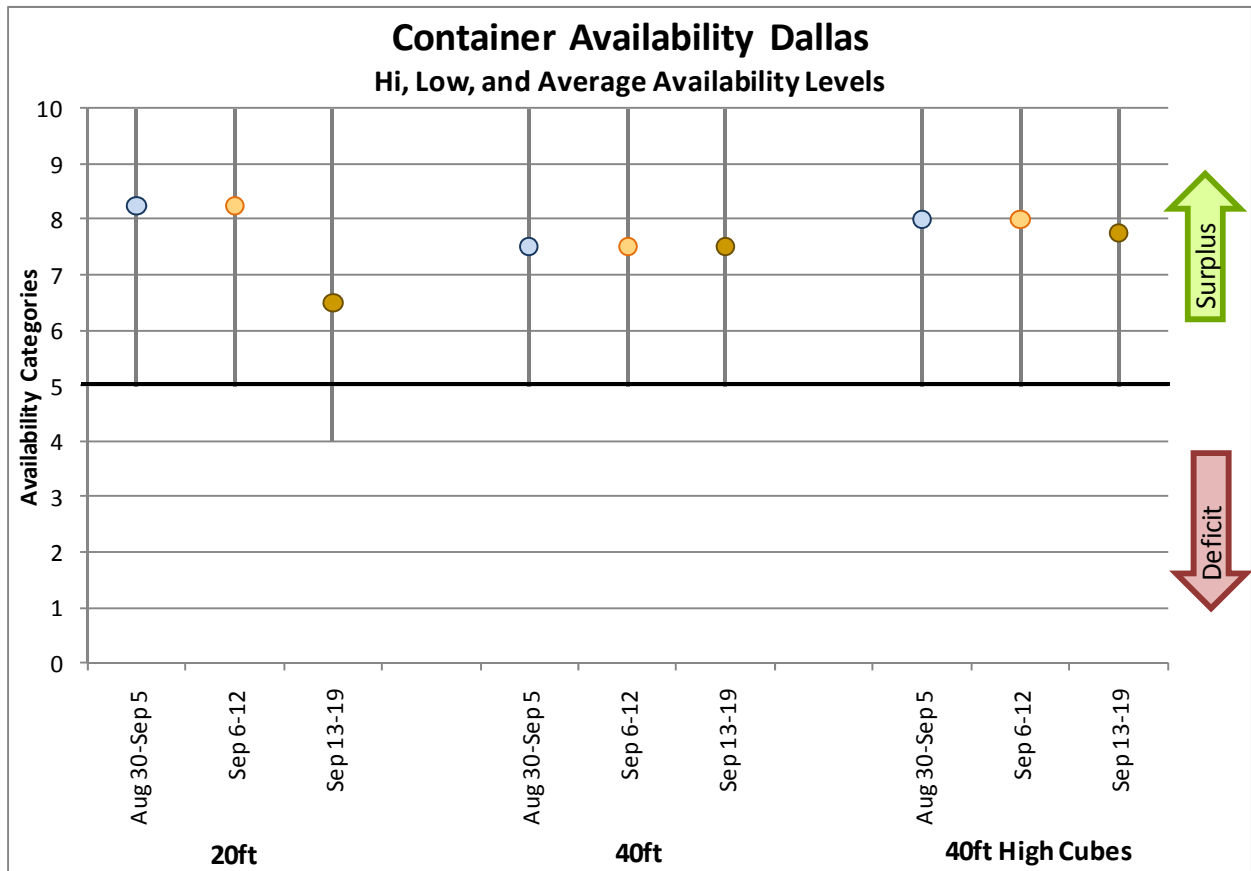 Container Availability Dallas
Hi, Low, and Average Availability Levels
Availability Categories
10
9
8
7
6
5
4
3
2
1
0
Surplus
Deficit
Aug 30-Sep 5
Sep 6-12
Sep 13-19
Aug 30-Sep 5
Sep 6-12
Sep 13-19
Aug 30-Sep 5
Sep 6-12
Sep 13-19
20ft
40ft
40ft High Cubes